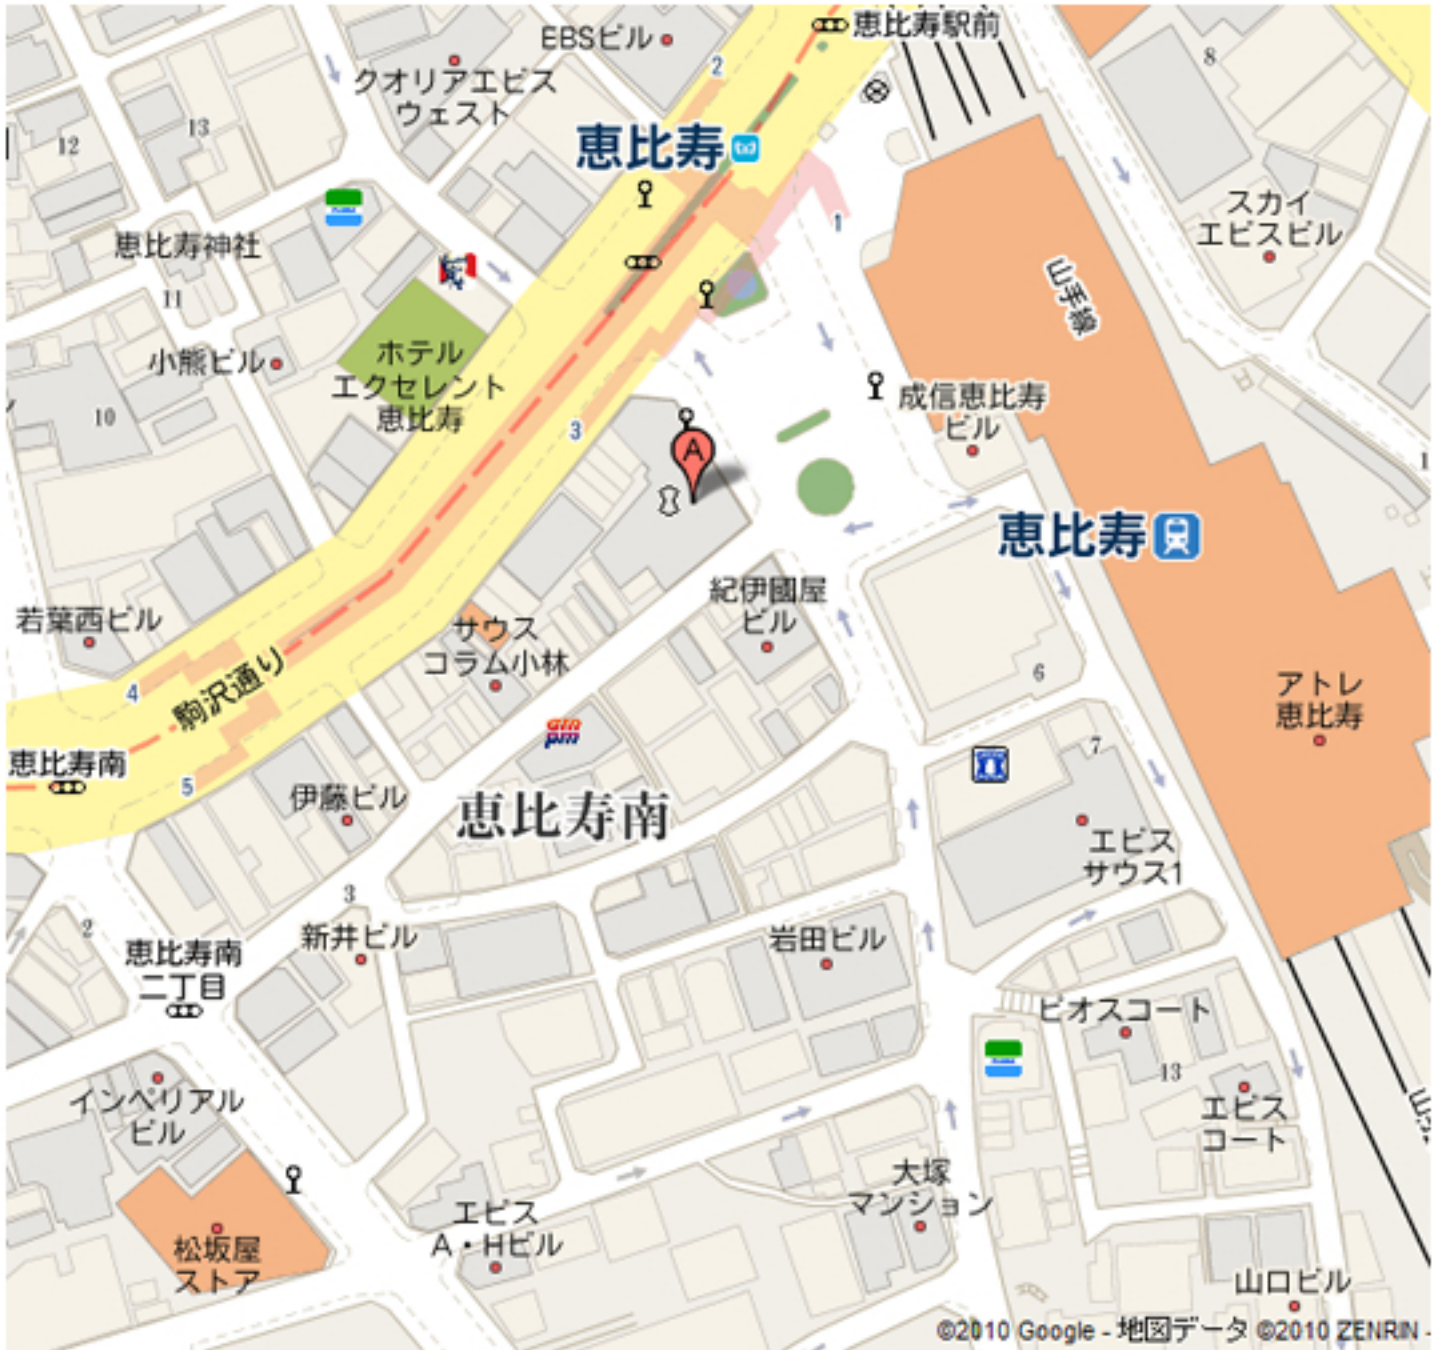 恵比寿駅前
EBSビル
8
2
クオリアエビス
ウェスト
13
12
恵比寿
スカイ
エビスビル
1
恵比寿神社
山手線
11
ホテル
エクセレント
恵比寿
小熊ビル
成信恵比寿
ビル
10
3
A
1
恵比寿
紀伊國屋
ビル
若葉西ビル
サウス
コラム小林
6
4
駒沢通り
アトレ
恵比寿
am
pm
7
恵比寿南
5
伊藤ビル
恵比寿南
エビス
サウス1
3
2
新井ビル
岩田ビル
恵比寿南
二丁目
ピオスコート
13
インペリアル
ビル
エビス
コート
大塚
マンション
エビス
A・Hビル
松坂屋
ストア
山口ビル
©2010 Google - 地図データ ©2010 ZENRIN -